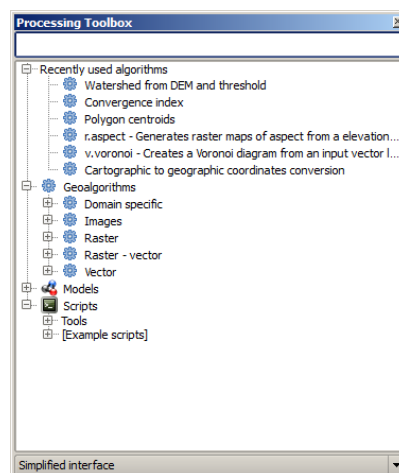 Processing Toolbox
Recently used algorithms
Watershed from DEM and threshold
Convergence index
Polygon centroids
r.aspect - Generates raster maps of aspect from a elevation...
v.voronoi - Creates a Voronoi diagram from an input vector l...
Cartographic to geographic coordinates conversion
Geoalgorithms
Domain specific
Images
Raster
Raster - vector
Vector
Models
Scripts
Tools
[Example scripts]
Simplified interface